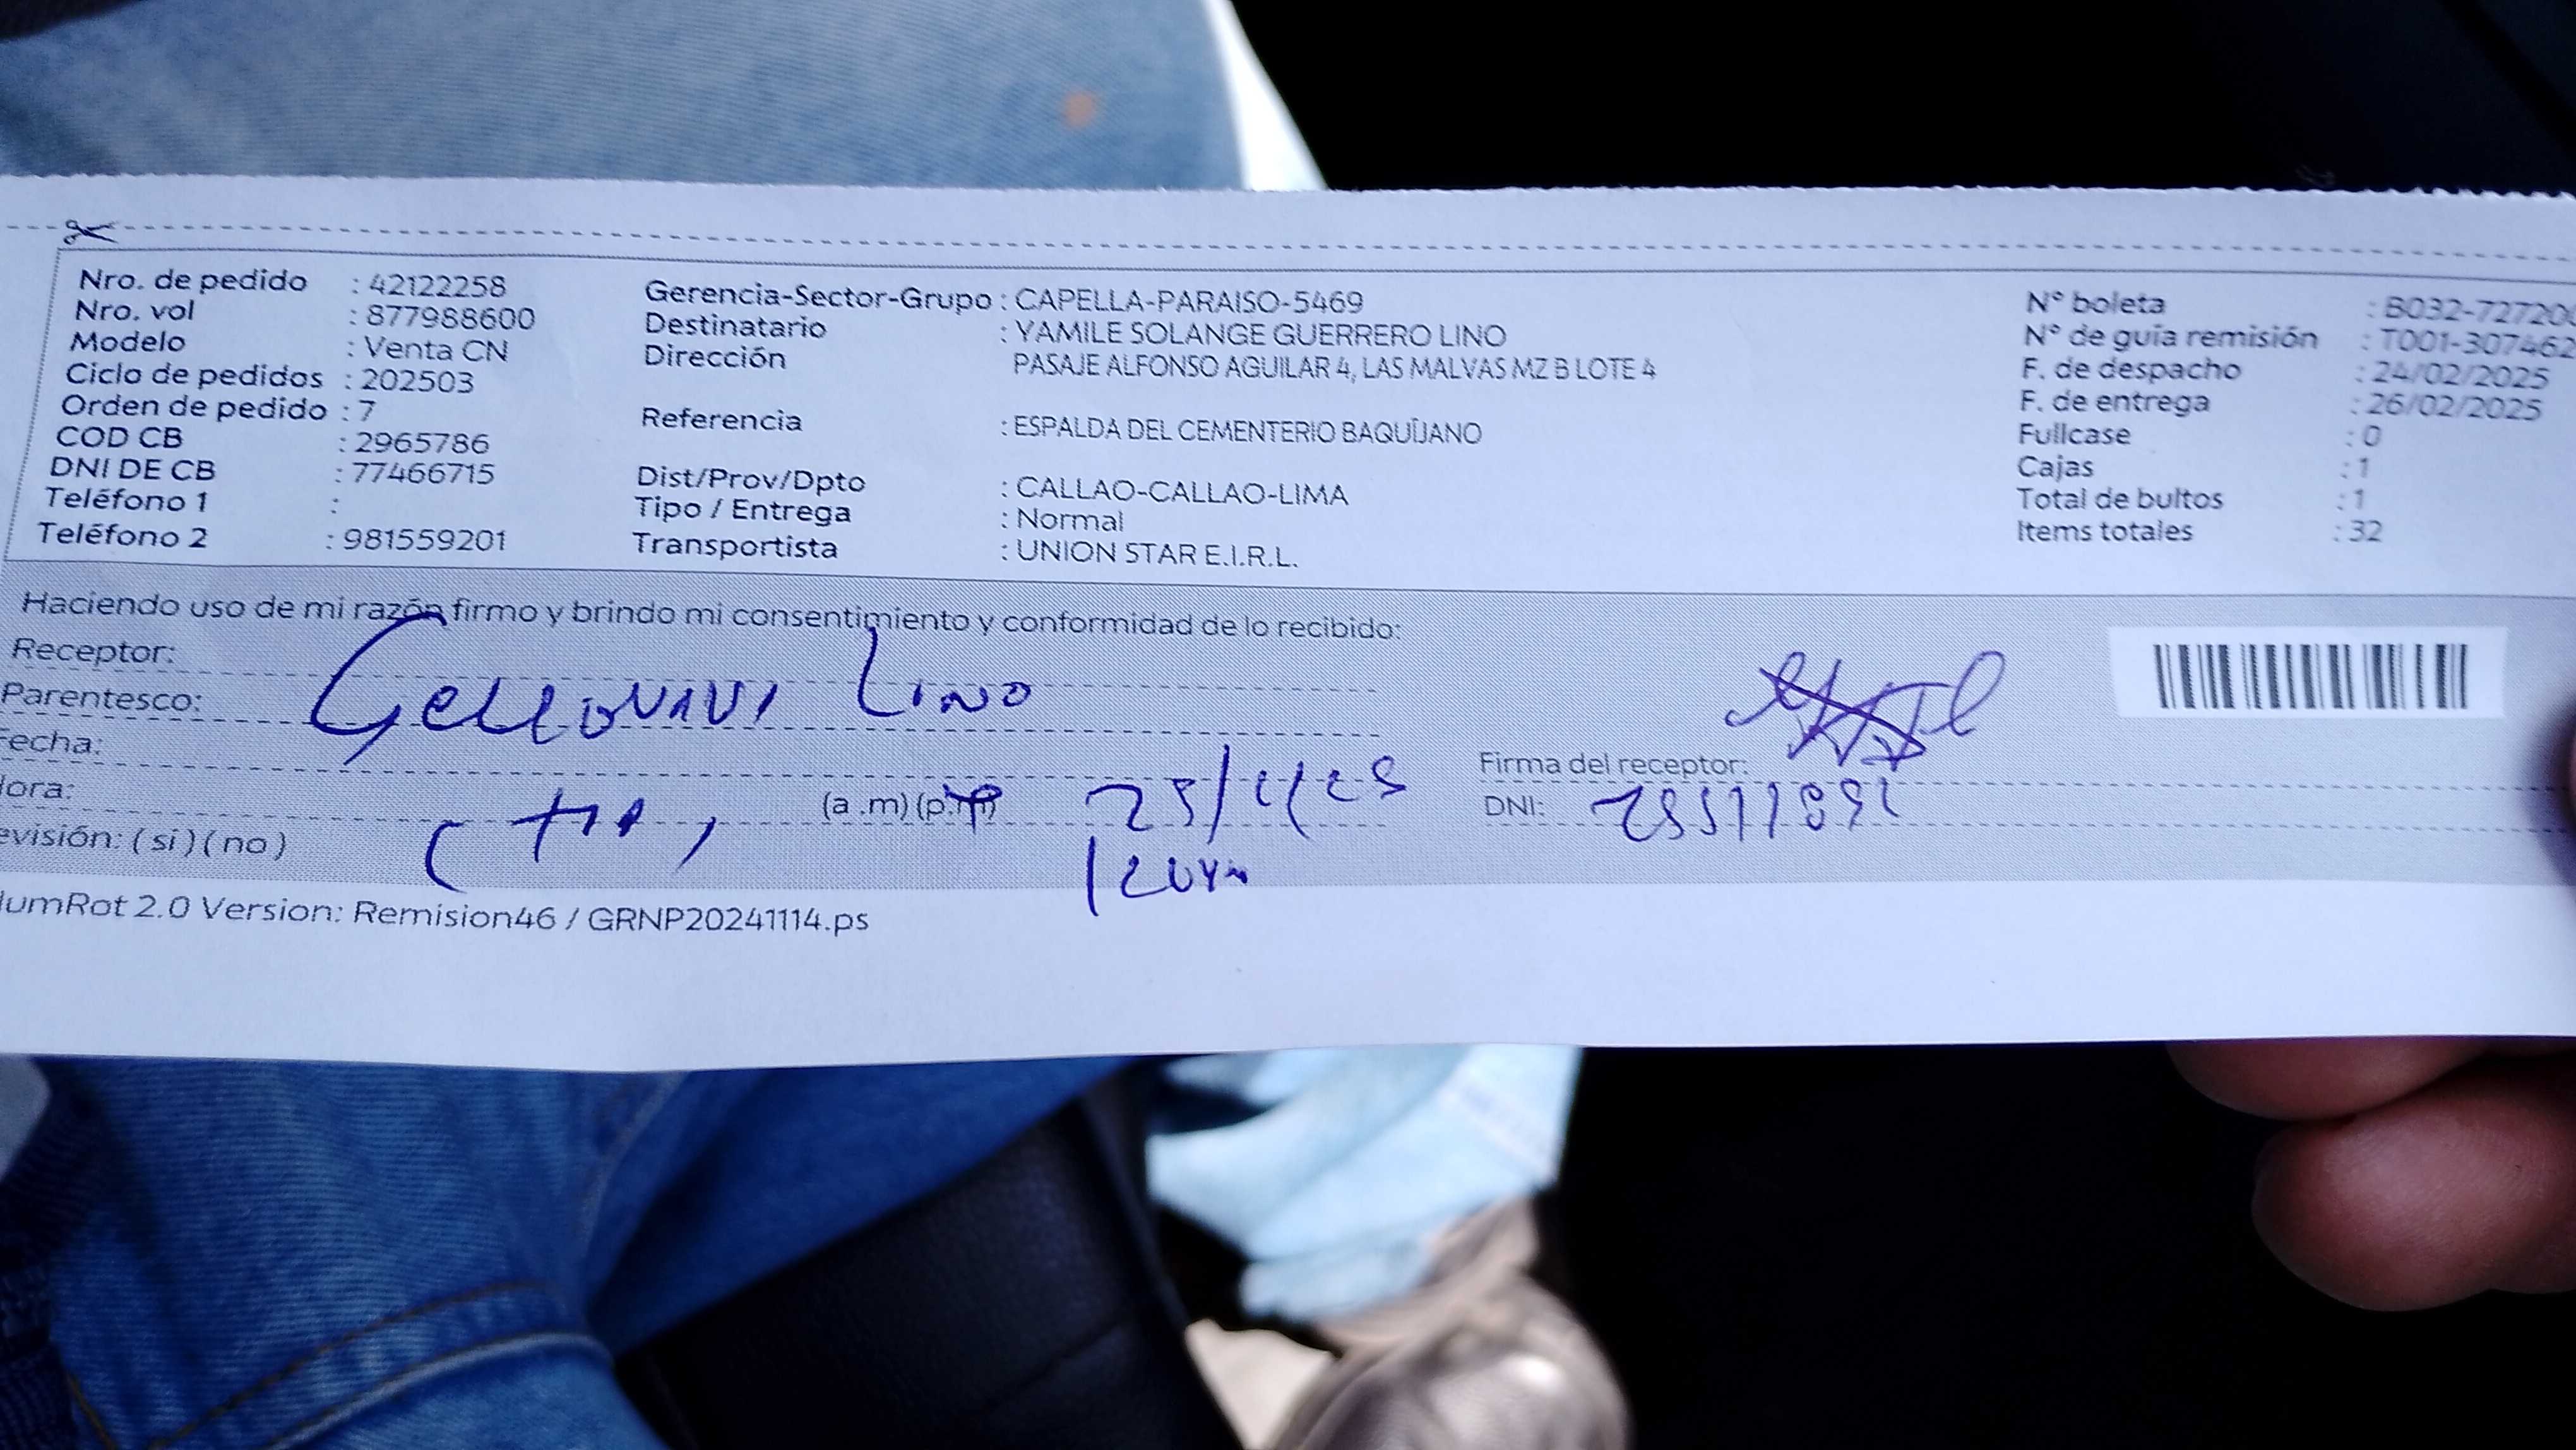 Nro. de pedido : 42122258
Nro. vol : 877988600
Modelo : Venta CN
Ciclo de pedidos : 202503
Orden de pedido : 7
COD CB : 2965786
DNI DE CB : 77466715
Teléfono 1 :
Teléfono 2 : 981559201
Gerencia-Sector-Grupo : CAPELLA-PARAISO-5469
Destinatario : YAMILE SOLANGE GUERRERO LINO
Dirección PASAJE ALFONSO AGUILAR 4, LAS MALVAS MZ B LOTE 4
Referencia : ESPALDA DEL CEMENTERIO BAQUÍJANO
Dist/Prov/Dpto : CALLAO-CALLAO-LIMA
Tipo / Entrega : Normal
Transportista : UNION STAR E.I.R.L.
N° boleta : B032-72720
N° de guía remisión : T001-307462
F. de despacho : 24/02/2025
F. de entrega : 26/02/2025
Fullcase : 0
Cajas : 1
Total de bultos : 1
Items totales : 32
Haciendo uso de mi razón firmo y brindo mi consentimiento y conformidad de lo recibido:
Receptor:
Parentesco: Lino
Fecha:
Hora: (a .m) (p.m)
Firma del receptor:
DNI:
evisión: ( si ) ( no )
umRot 2.0 Version: Remision46 / GRNP20241114.ps